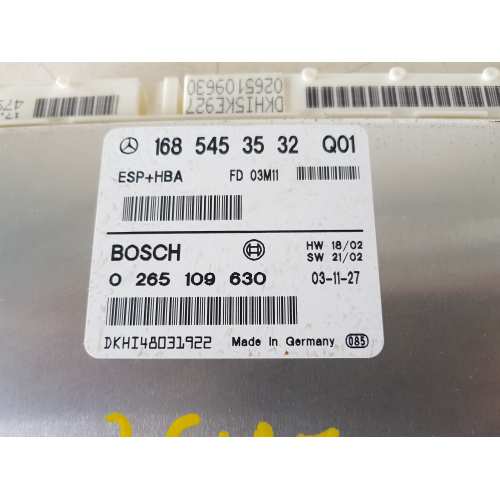 DKHI5KE927
0265109630
479
168 545 35 32 Q01
ESP+HBA FD 03M11
BOSCH HW 18/02
SW 21/02
0 265 109 630 03-11-27
DKHI48031922 Made In Germany 085